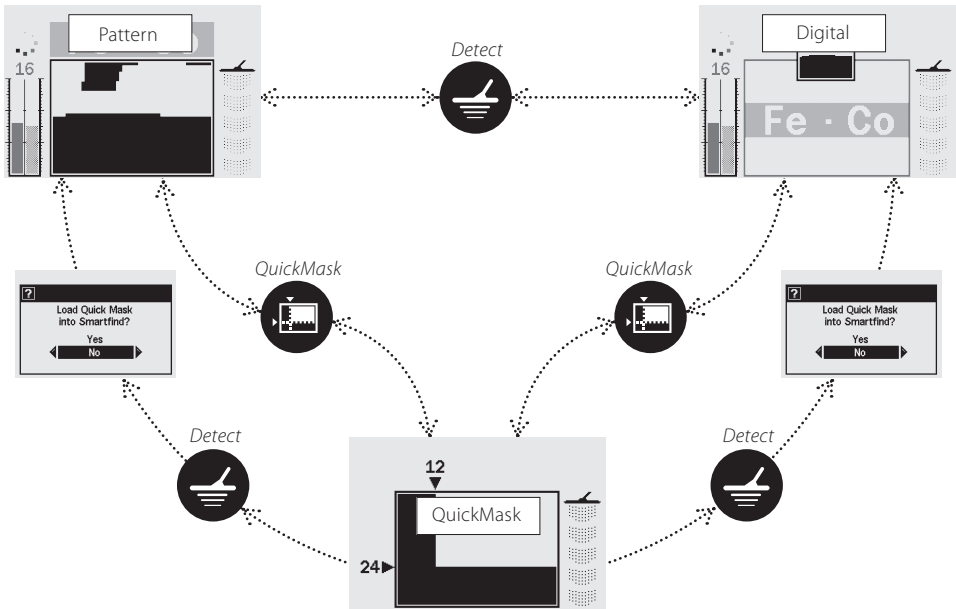 Pattern
16
Detect
Digital
16
Fe · Co
QuickMask
QuickMask
?
Load Quick Mask
into Smartfind?
Yes
No
?
Load Quick Mask
into Smartfind?
Yes
No
Detect
Detect
12
QuickMask
24